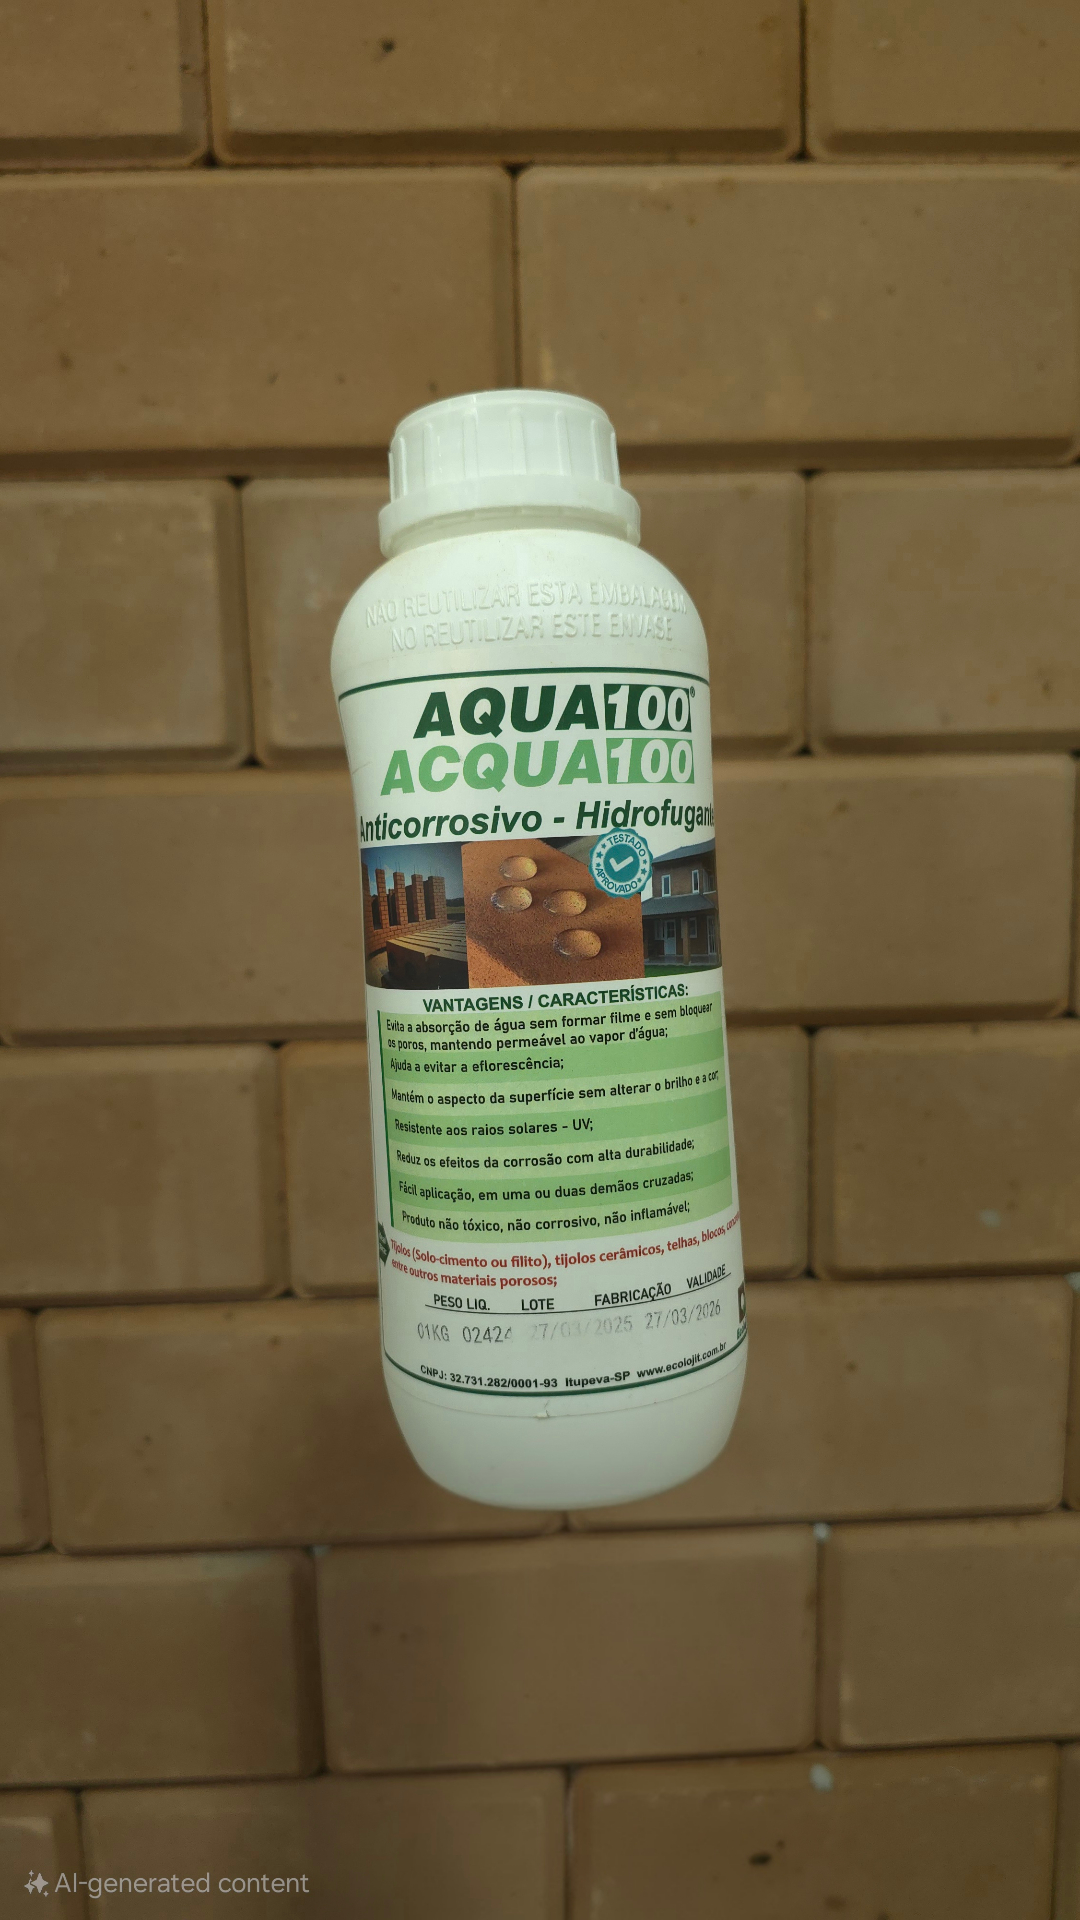 NÃO REUTILIZAR ESTA EMBALAGEM
NO REUTILIZAR ESTE ENVASE
AQUA100®
ACQUA100
Anticorrosivo - Hidrofugante
TESTADO
APROVADO
VANTAGENS / CARACTERÍSTICAS:
Evita a absorção de água sem formar filme e sem bloquear
os poros, mantendo permeável ao vapor d'água;
Ajuda a evitar a eflorescência;
Mantém o aspecto da superfície sem alterar o brilho e a cor;
Resistente aos raios solares - UV;
Reduz os efeitos da corrosão com alta durabilidade;
Fácil aplicação, em uma ou duas demãos cruzadas;
Produto não tóxico, não corrosivo, não inflamável;
Tijolos (Solo-cimento ou filito), tijolos cerâmicos, telhas, blocos,
entre outros materiais porosos;
PESO LIQ. LOTE FABRICAÇÃO VALIDADE
01KG 02424 27/03/2025 27/03/2026
CNPJ: 32.731.282/0001-93 Itupeva-SP www.ecolojit.com.br
AI-generated content